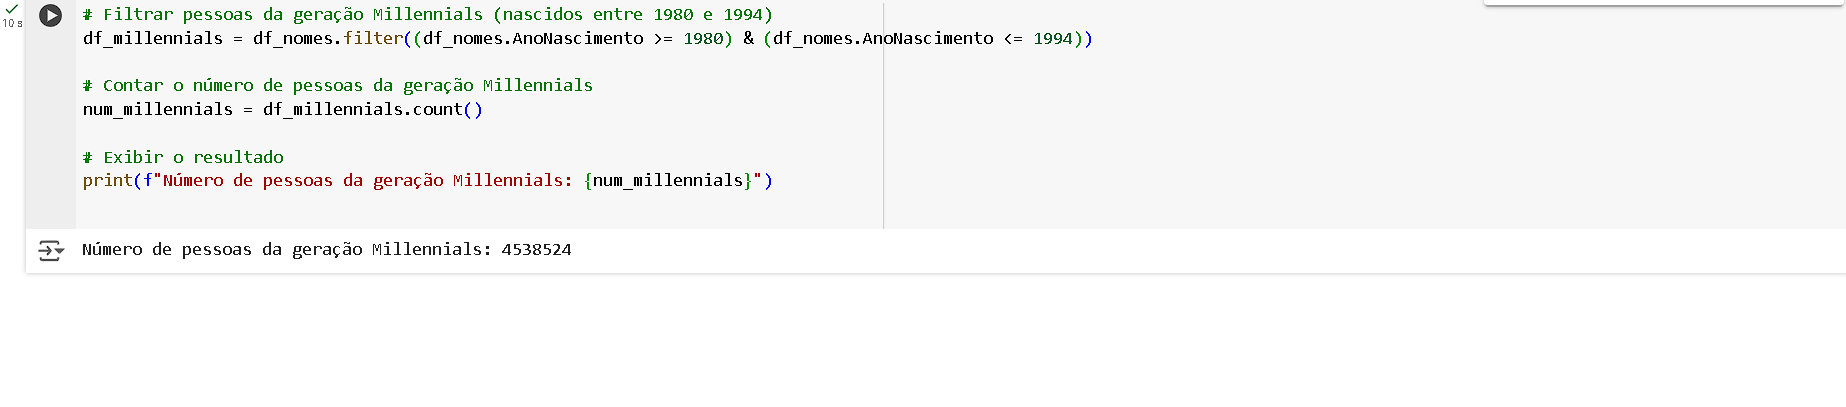 10 s
# Filtrar pessoas da geração Millennials (nascidos entre 1980 e 1994)
df_millennials = df_nomes.filter((df_nomes.AnoNascimento >= 1980) & (df_nomes.AnoNascimento <= 1994))
# Contar o número de pessoas da geração Millennials
num_millennials = df_millennials.count()
# Exibir o resultado
print(f"Número de pessoas da geração Millennials: {num_millennials}")
Número de pessoas da geração Millennials: 4538524